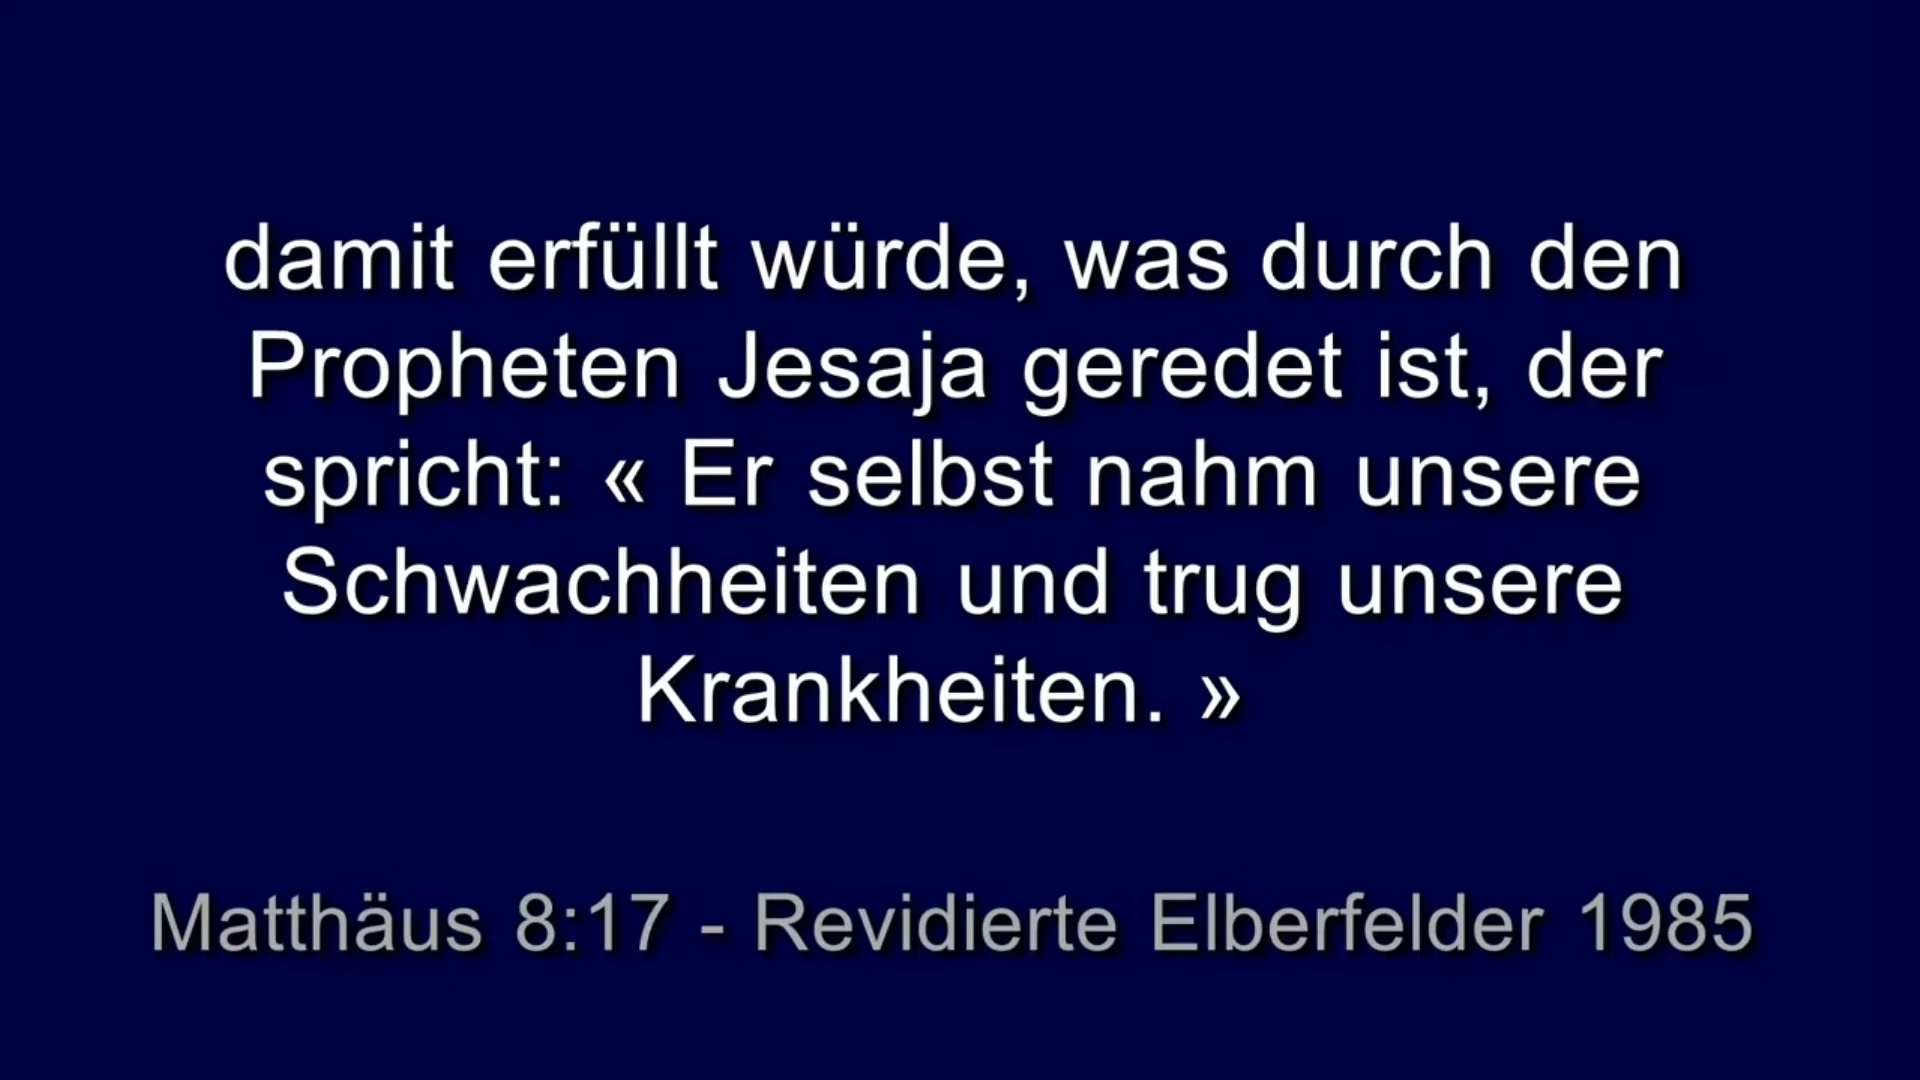 damit erfüllt würde, was durch den
Propheten Jesaja geredet ist, der
spricht: « Er selbst nahm unsere
Schwachheiten und trug unsere
Krankheiten. »
Matthäus 8:17 - Revidierte Elberfelder 1985